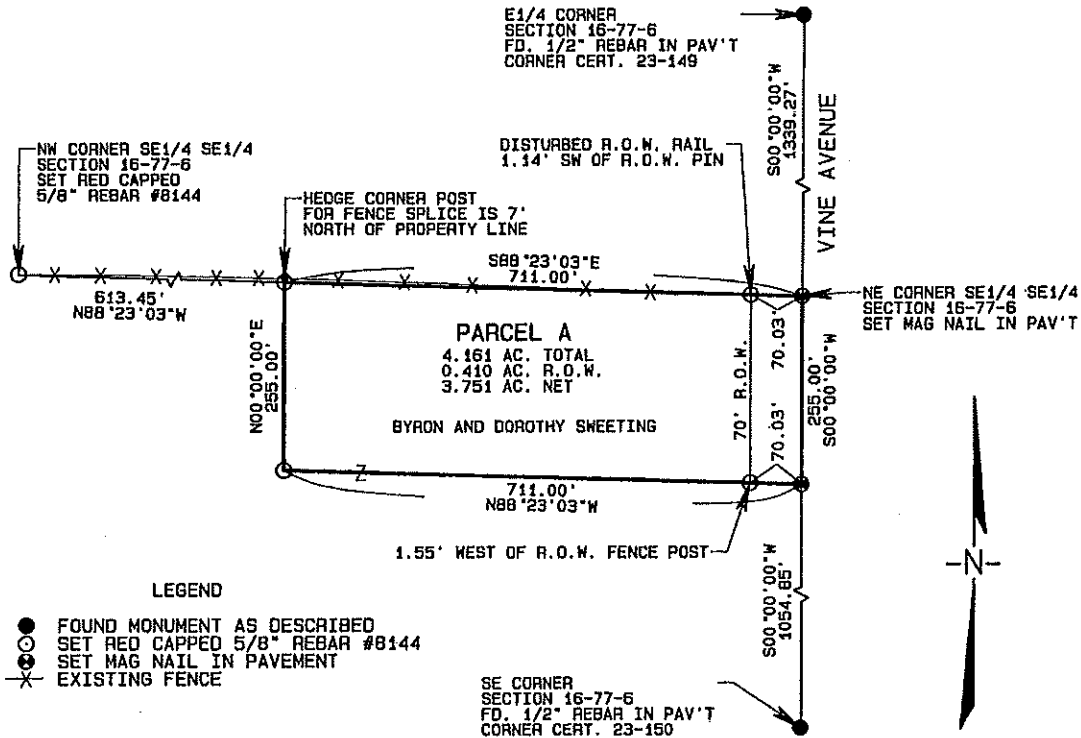 E1/4 CORNER
SECTION 16-77-6
FD. 1/2" REBAR IN PAV'T
CORNER CERT. 23-149
S00°00'00"W
1339.27'
VINE AVENUE
NW CORNER SE1/4 SE1/4
SECTION 16-77-6
SET RED CAPPED
5/8" REBAR #8144
DISTURBED R.O.W. RAIL
1.14' SW OF R.O.W. PIN
HEDGE CORNER POST
FOR FENCE SPLICE IS 7'
NORTH OF PROPERTY LINE
S88°23'03"E
711.00'
613.45'
N88°23'03"W
NE CORNER SE1/4 SE1/4
SECTION 16-77-6
SET MAG NAIL IN PAV'T
PARCEL A
4.161 AC. TOTAL
0.410 AC. R.O.W.
3.751 AC. NET
BYRON AND DOROTHY SWEETING
N00°00'00"E
255.00'
70' R.O.W.
70.03'
70.03'
255.00'
S00°00'00"W
711.00'
N88°23'03"W
1.55' WEST OF R.O.W. FENCE POST
S00°00'00"W
1054.85'
-N-
LEGEND
FOUND MONUMENT AS DESCRIBED
SET RED CAPPED 5/8" REBAR #8144
SET MAG NAIL IN PAVEMENT
EXISTING FENCE
SE CORNER
SECTION 16-77-6
FD. 1/2" REBAR IN PAV'T
CORNER CERT. 23-150